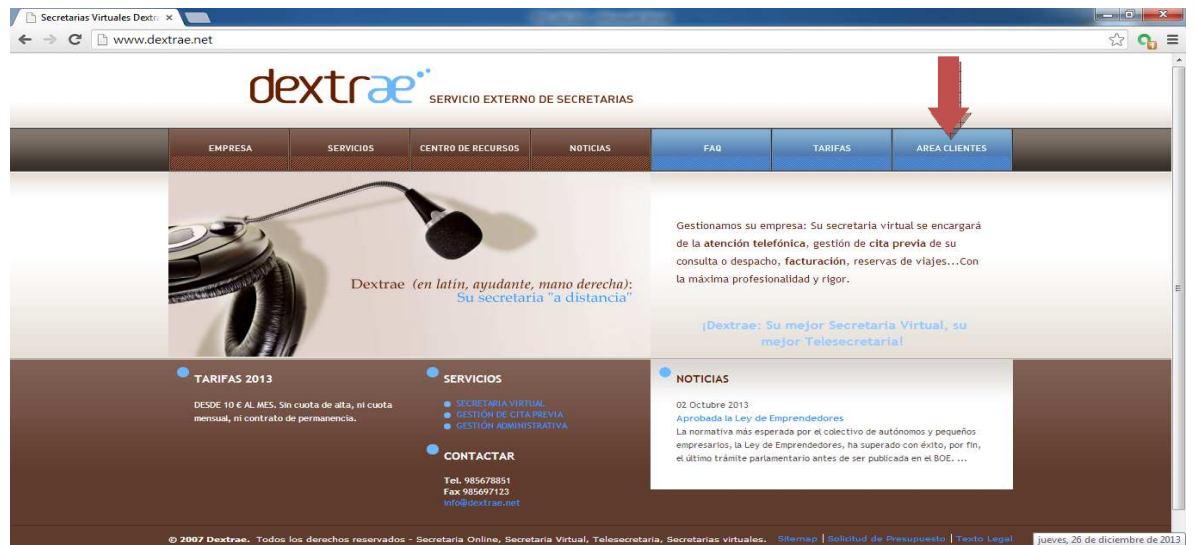 Secretarias Virtuales Dextr
www.dextrae.net
dextrae
SERVICIO EXTERNO DE SECRETARIAS
EMPRESA
SERVICIOS
CENTRO DE RECURSOS
NOTICIAS
FAQ
TARIFAS
AREA CLIENTES
Dextrae (en latín, ayudante, mano derecha):
Su secretaria "a distancia"
Gestionamos su empresa: Su secretaria virtual se encargará
de la atención telefónica, gestión de cita previa de su
consulta o despacho, facturación, reservas de viajes...Con
la máxima profesionalidad y rigor.
¡Dextrae: Su mejor Secretaria Virtual, su
mejor Telesecretaria!
TARIFAS 2013
DESDE 10 € AL MES. Sin cuota de alta, ni cuota
mensual, ni contrato de permanencia.
SERVICIOS
SECRETARIA VIRTUAL
GESTIÓN DE CITA PREVIA
GESTIÓN ADMINISTRATIVA
CONTACTAR
Tel. 985678851
Fax 985697123
info@dextrae.net
NOTICIAS
02 Octubre 2013
Aprobada la Ley de Emprendedores
La normativa más esperada por el colectivo de autónomos y pequeños
empresarios, la Ley de Emprendedores, ha superado con éxito, por fin,
el último trámite parlamentario antes de ser publicada en el BOE. ...
© 2007 Dextrae. Todos los derechos reservados - Secretaria Online, Secretaria Virtual, Telesecretaria, Secretarias virtuales. Sitemap | Solicitud de Presupuesto | Texto Legal
jueves, 26 de diciembre de 2013